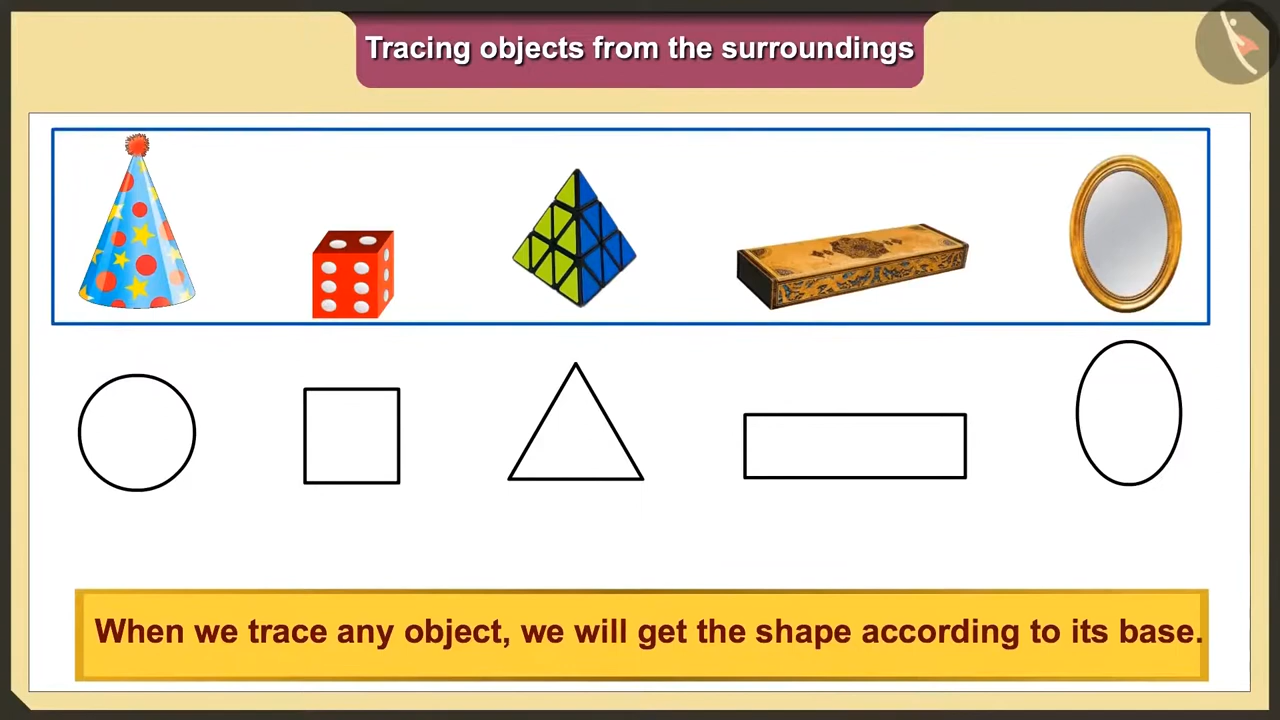 Tracing objects from the surroundings
When we trace any object, we will get the shape according to its base.